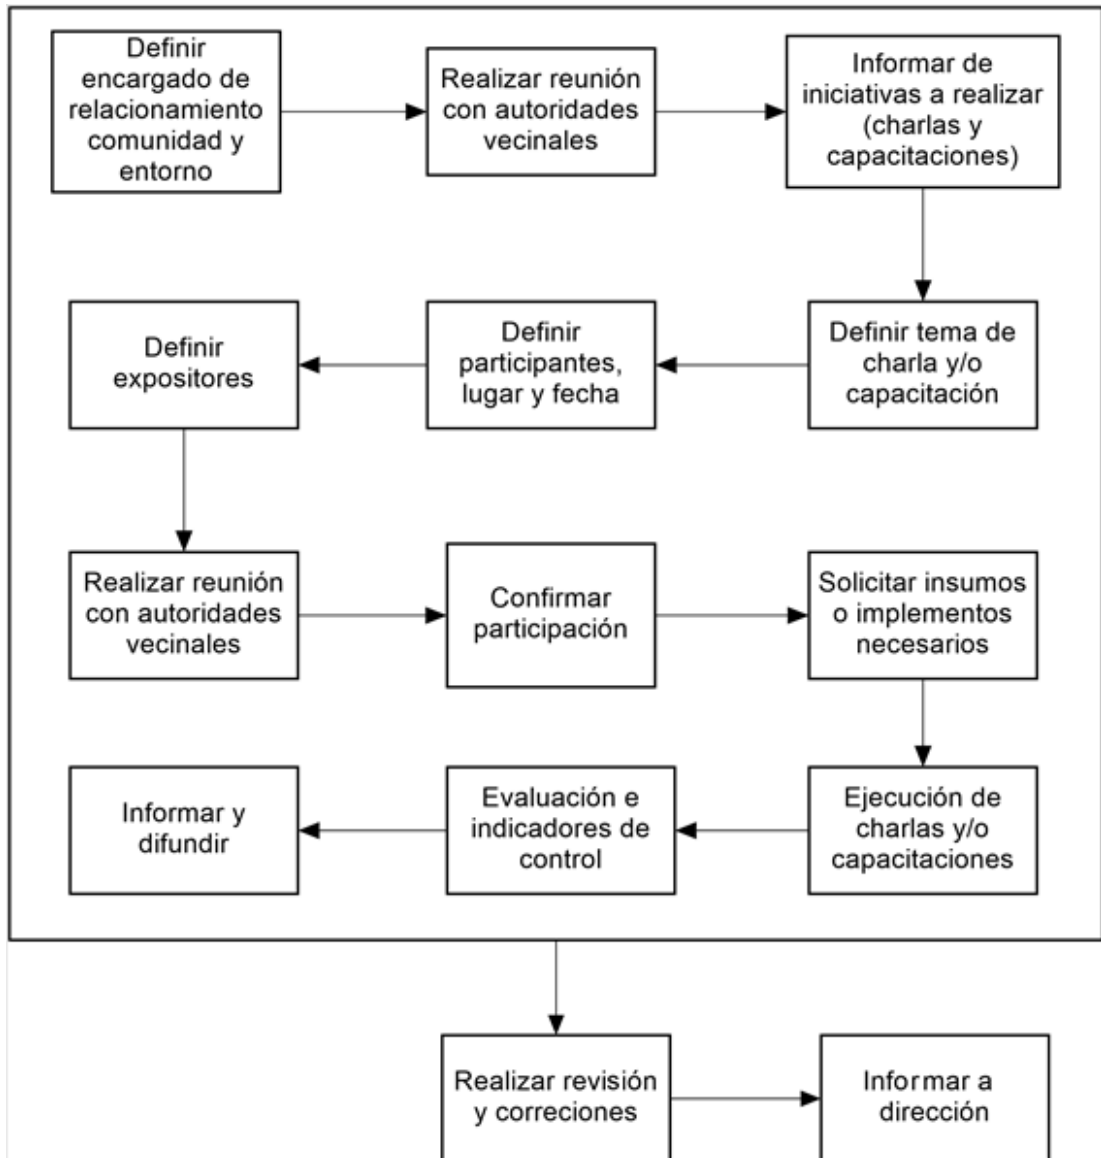 Definir
encargado de
relacionamiento
comunidad y
entorno
Realizar reunión
con autoridades
vecinales
Informar de
iniciativas a realizar
(charlas y
capacitaciones)
Definir tema de
charla y/o
capacitación
Definir
participantes,
lugar y fecha
Definir
expositores
Realizar reunión
con autoridades
vecinales
Confirmar
participación
Solicitar insumos
o implementos
necesarios
Ejecución de
charlas y/o
capacitaciones
Evaluación e
indicadores de
control
Informar y
difundir
Realizar revisión
y correciones
Informar a
dirección